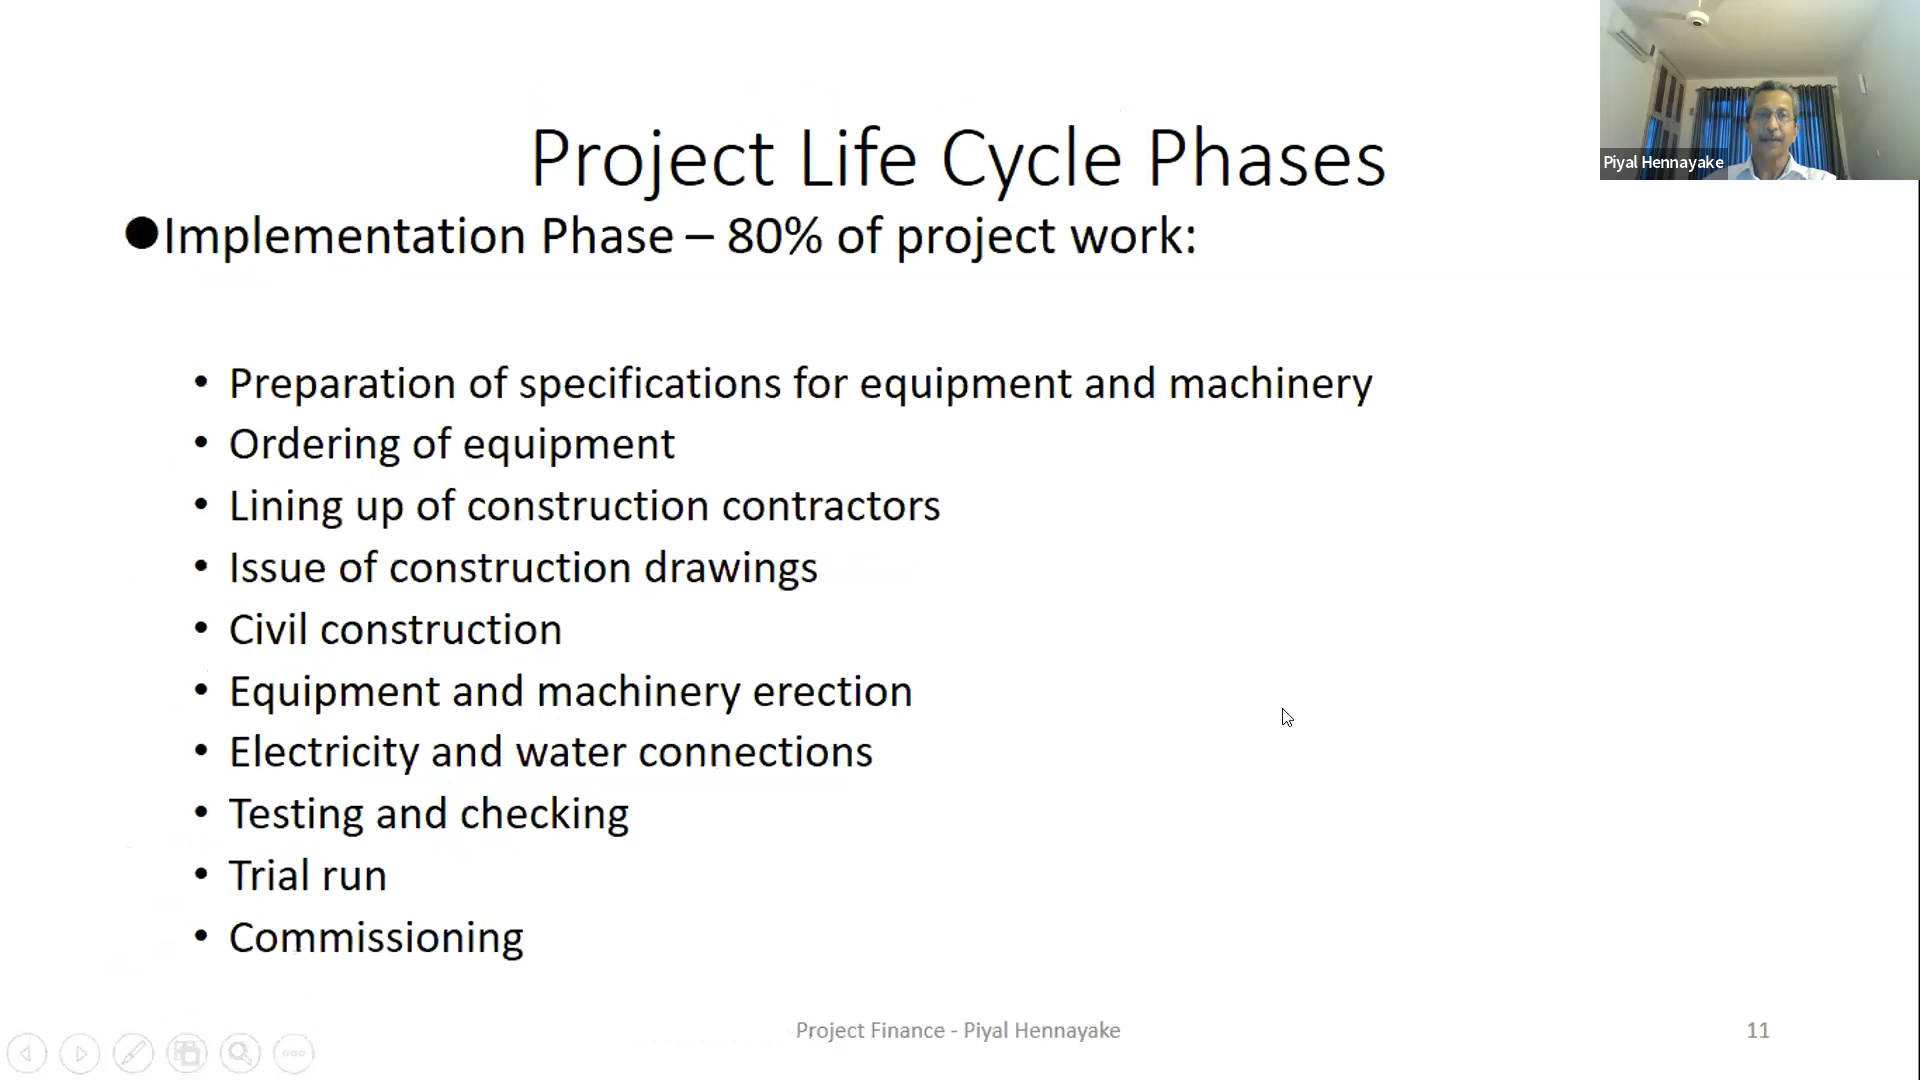 Project Life Cycle Phases
Piyal Hennayake
●Implementation Phase – 80% of project work:
• Preparation of specifications for equipment and machinery
• Ordering of equipment
• Lining up of construction contractors
• Issue of construction drawings
• Civil construction
• Equipment and machinery erection
• Electricity and water connections
• Testing and checking
• Trial run
• Commissioning
Project Finance - Piyal Hennayake
11